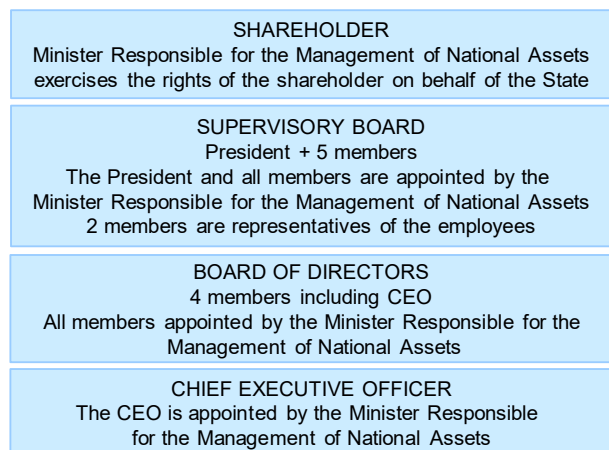 SHAREHOLDER
Minister Responsible for the Management of National Assets
exercises the rights of the shareholder on behalf of the State
SUPERVISORY BOARD
President + 5 members
The President and all members are appointed by the
Minister Responsible for the Management of National Assets
2 members are representatives of the employees
BOARD OF DIRECTORS
4 members including CEO
All members appointed by the Minister Responsible for the
Management of National Assets
CHIEF EXECUTIVE OFFICER
The CEO is appointed by the Minister Responsible
for the Management of National Assets